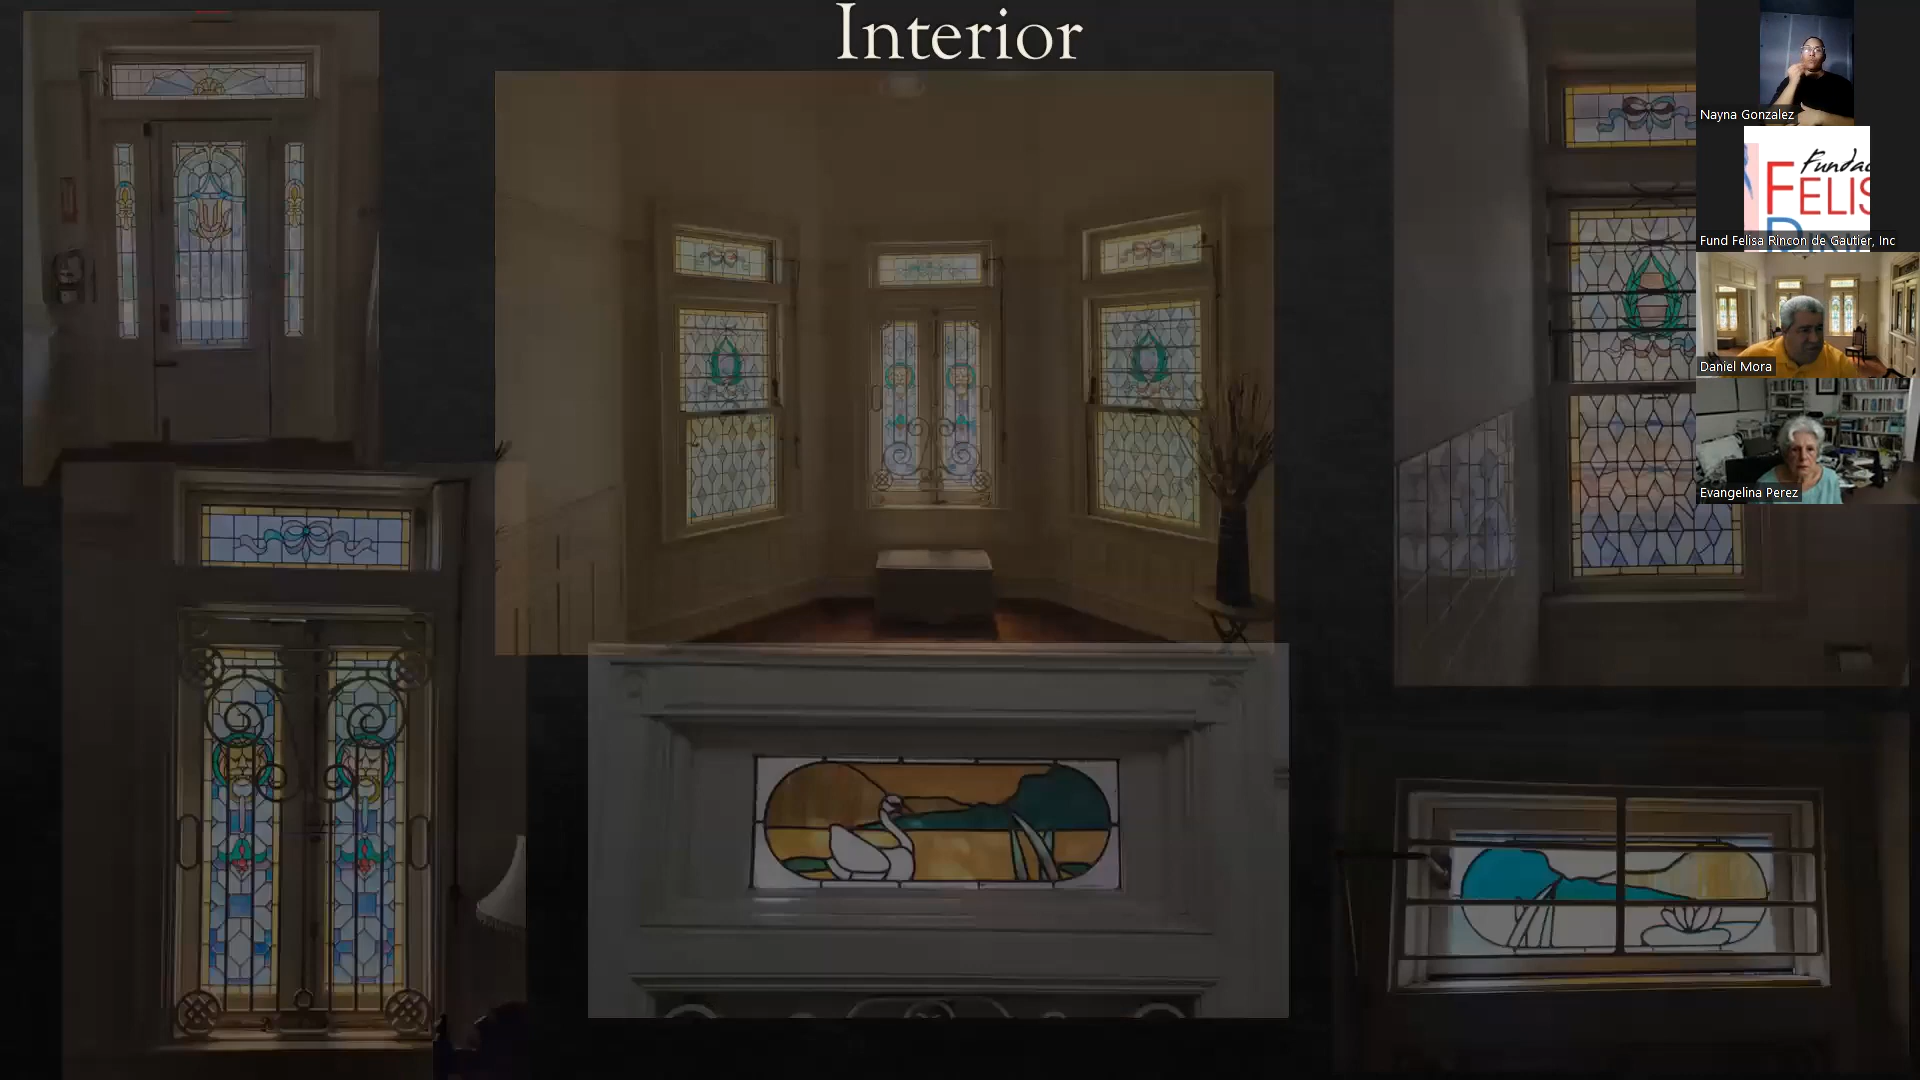 Interior
Nayna Gonzalez
Fundac
FELIS
Fund Felisa Rincon de Gautier, Inc
Daniel Mora
Evangelina Perez